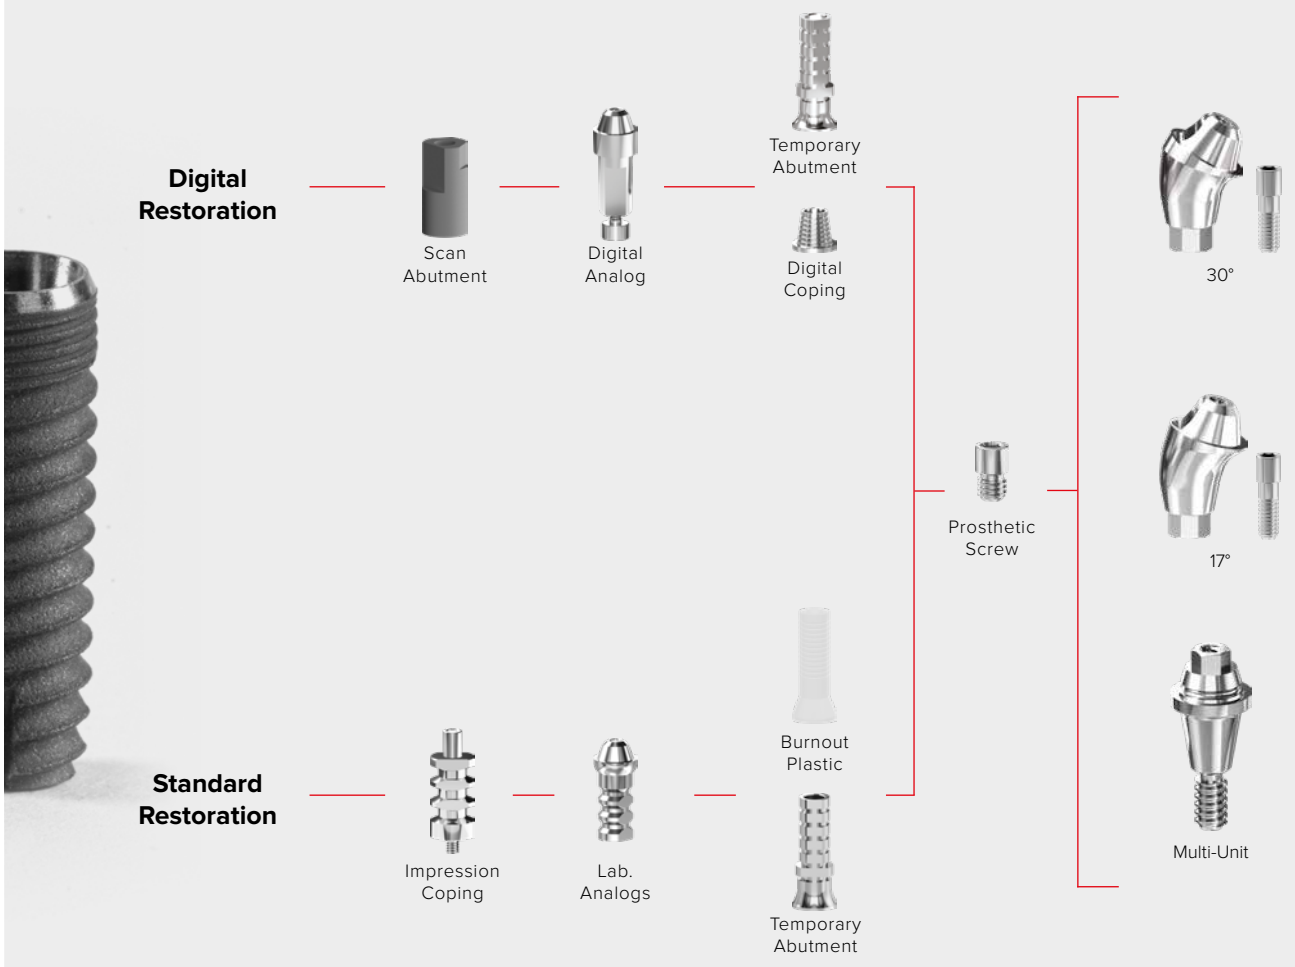 Digital
Restoration
Scan
Abutment
Digital
Analog
Temporary
Abutment
Digital
Coping
Prosthetic
Screw
30°
17°
Multi-Unit
Standard
Restoration
Impression
Coping
Lab.
Analogs
Burnout
Plastic
Temporary
Abutment